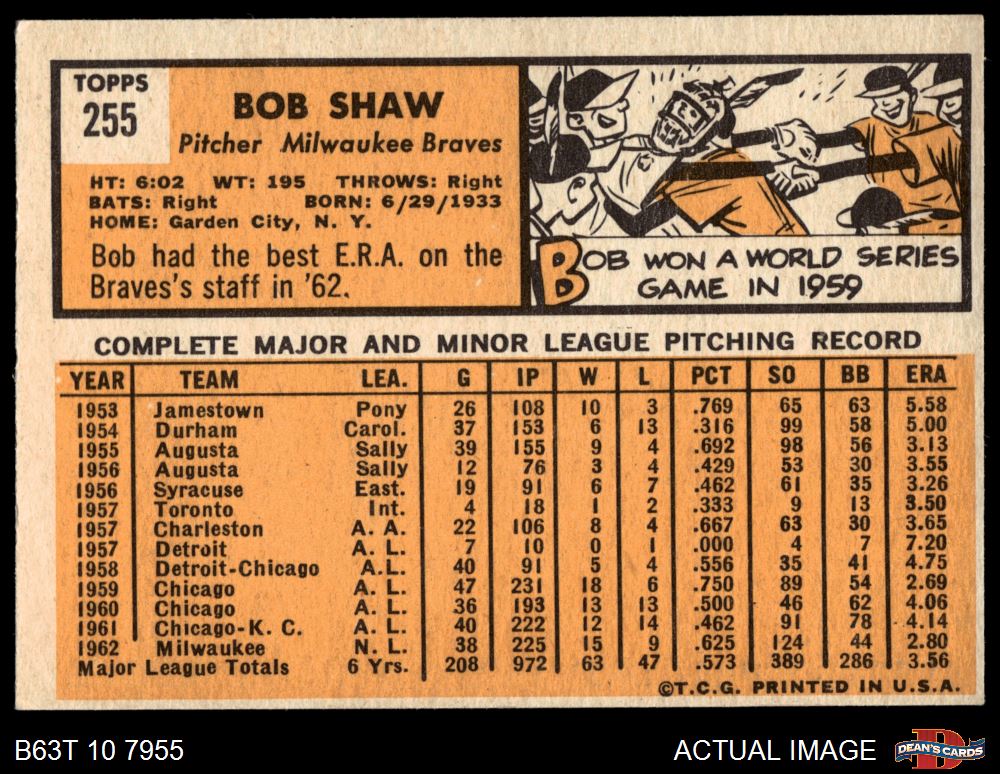 TOPPS
255
BOB SHAW
Pitcher Milwaukee Braves
HT: 6:02 WT: 195 THROWS: Right
BATS: Right BORN: 6/29/1933
HOME: Garden City, N. Y.
Bob had the best E.R.A. on the
Braves's staff in '62.
BOB WON A WORLD SERIES
GAME IN 1959
COMPLETE MAJOR AND MINOR LEAGUE PITCHING RECORD
YEAR TEAM LEA. G IP W L PCT SO BB ERA
1953 Jamestown Pony 26 108 10 3 .769 65 63 5.58
1954 Durham Carol. 37 153 6 13 .316 99 58 5.00
1955 Augusta Sally 39 155 9 4 .692 98 56 3.13
1956 Augusta Sally 12 76 3 4 .429 53 30 3.55
1956 Syracuse East. 19 91 6 7 .462 61 35 3.26
1957 Toronto Int. 4 18 1 2 .333 9 13 3.50
1957 Charleston A. A. 22 106 8 4 .667 63 30 3.65
1957 Detroit A. L. 7 10 0 1 .000 4 7 7.20
1958 Detroit-Chicago A.L. 40 91 5 4 .556 35 41 4.75
1959 Chicago A. L. 47 231 18 6 .750 89 54 2.69
1960 Chicago A. L. 36 193 13 13 .500 46 62 4.06
1961 Chicago-K. C. A. L. 40 222 12 14 .462 91 78 4.14
1962 Milwaukee N. L. 38 225 15 9 .625 124 44 2.80
Major League Totals 6 Yrs. 208 972 63 47 .573 389 286 3.56
©T.C.G. PRINTED IN U.S.A.
B63T 10 7955
ACTUAL IMAGE
DEAN'S CARDS